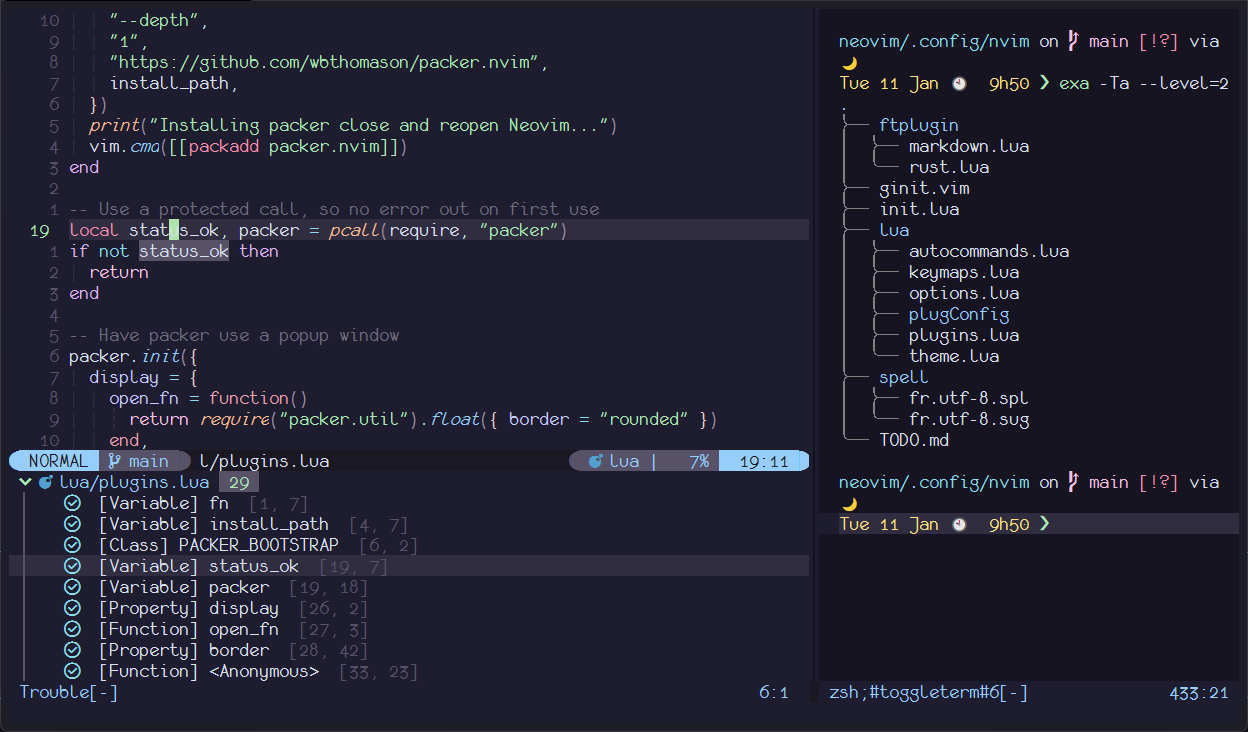 10 "--depth",
9 "1",
8 "https://github.com/wbthomason/packer.nvim",
7 install_path,
6 })
5 print("Installing packer close and reopen Neovim...")
4 vim.cmd([[packadd packer.nvim]])
3 end
2
1 -- Use a protected call, so no error out on first use
19 local status_ok, packer = pcall(require, "packer")
1 if not status_ok then
2 return
3 end
4
5 -- Have packer use a popup window
6 packer.init({
7 display = {
8 open_fn = function()
9 return require("packer.util").float({ border = "rounded" })
10 end,
NORMAL main l/plugins.lua lua | 7% 19:11
lua/plugins.lua 29
[Variable] fn [1, 7]
[Variable] install_path [4, 7]
[Class] PACKER_BOOTSTRAP [6, 2]
[Variable] status_ok [19, 7]
[Variable] packer [19, 18]
[Property] display [26, 2]
[Function] open_fn [27, 3]
[Property] border [28, 42]
[Function] <Anonymous> [33, 23]
Trouble[-] 6:1
neovim/.config/nvim on main [!?] via
Tue 11 Jan 9h50 ❯ exa -Ta --level=2
.
ftplugin
markdown.lua
rust.lua
ginit.vim
init.lua
lua
autocommands.lua
keymaps.lua
options.lua
plugConfig
plugins.lua
theme.lua
spell
fr.utf-8.spl
fr.utf-8.sug
TODO.md
neovim/.config/nvim on main [!?] via
Tue 11 Jan 9h50 ❯
zsh;#toggleterm#6[-] 433:21